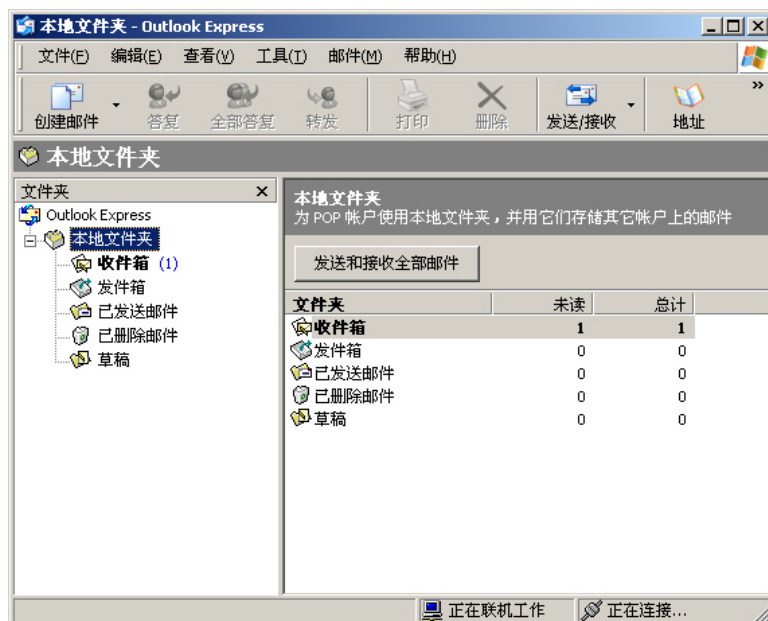 本地文件夹 - Outlook Express
文件(F) 编辑(E) 查看(V) 工具(T) 邮件(M) 帮助(H)
创建邮件 答复 全部答复 转发 打印 删除 发送/接收 地址 »
本地文件夹
文件夹
Outlook Express
本地文件夹
收件箱 (1)
发件箱
已发送邮件
已删除邮件
草稿
本地文件夹
为 POP 帐户使用本地文件夹，并用它们存储其它帐户上的邮件
发送和接收全部邮件
文件夹 未读 总计
收件箱 1 1
发件箱 0 0
已发送邮件 0 0
已删除邮件 0 0
草稿 0 0
正在联机工作 正在连接...